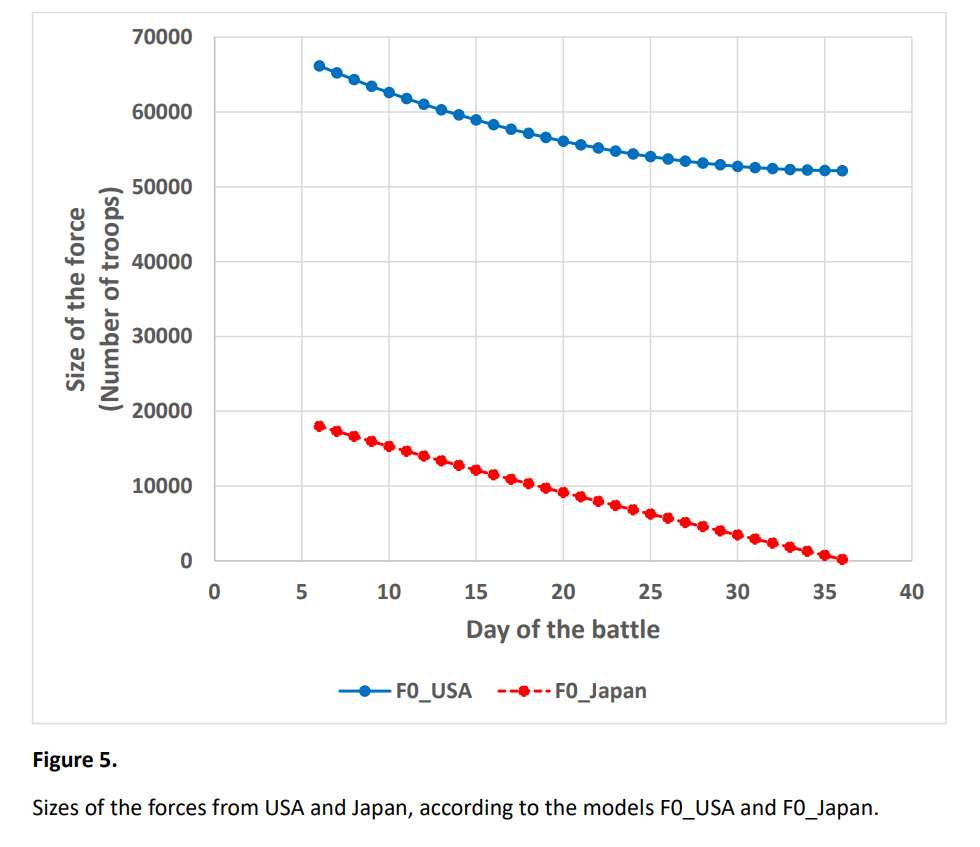 70000
60000
50000
40000
30000
20000
10000
0
Size of the force
(Number of troops)
0 5 10 15 20 25 30 35 40
Day of the battle
F0_USA F0_Japan
Figure 5.
Sizes of the forces from USA and Japan, according to the models F0_USA and F0_Japan.